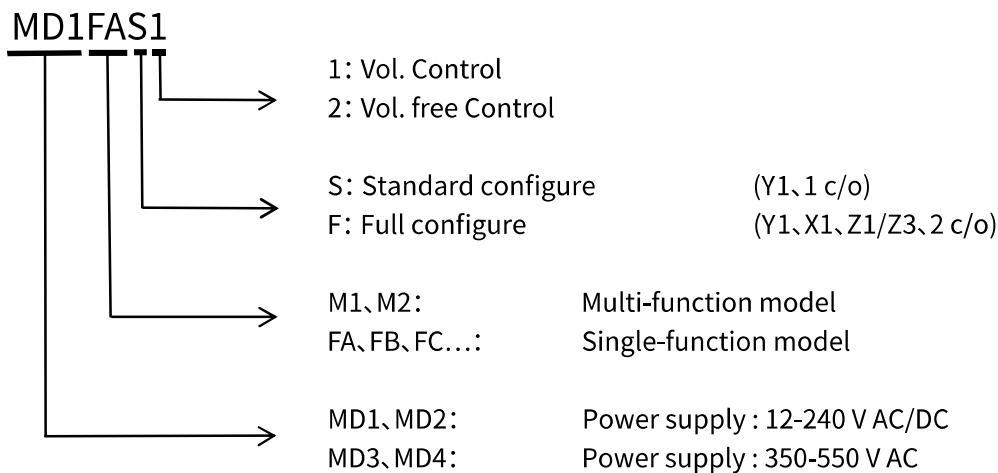 MD1FAS1
1: Vol. Control
2: Vol. free Control
S: Standard configure (Y1、1 c/o)
F: Full configure (Y1、X1、Z1/Z3、2 c/o)
M1、M2: Multi-function model
FA、FB、FC…: Single-function model
MD1、MD2: Power supply : 12-240 V AC/DC
MD3、MD4: Power supply : 350-550 V AC